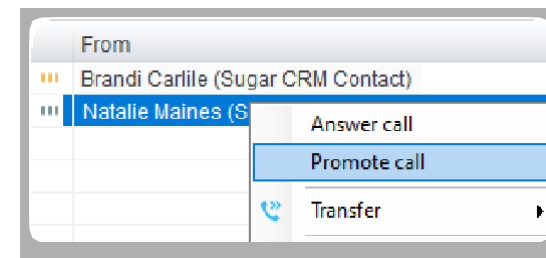 From
Brandi Carlile (Sugar CRM Contact)
Natalie Maines (S
Answer call
Promote call
Transfer